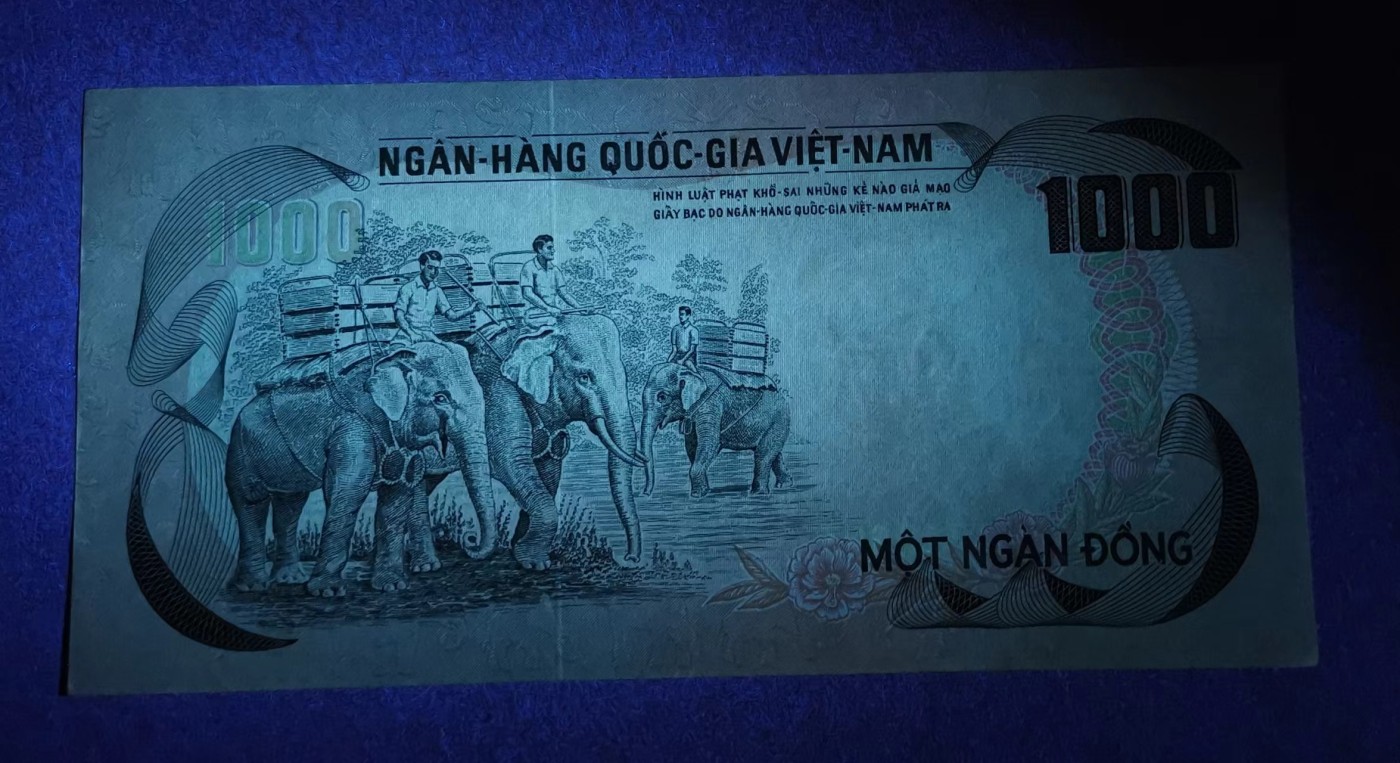 NGÂN-HÀNG QUỐC-GIA VIỆT-NAM
HÌNH LUẬT PHẠT KHỔ-SAI NHỮNG KẺ NÀO GIẢ MẠO
GIẤY BẠC DO NGÂN-HÀNG QUỐC-GIA VIỆT-NAM PHÁT RA
1000
1000
MỘT NGÀN ĐỒNG